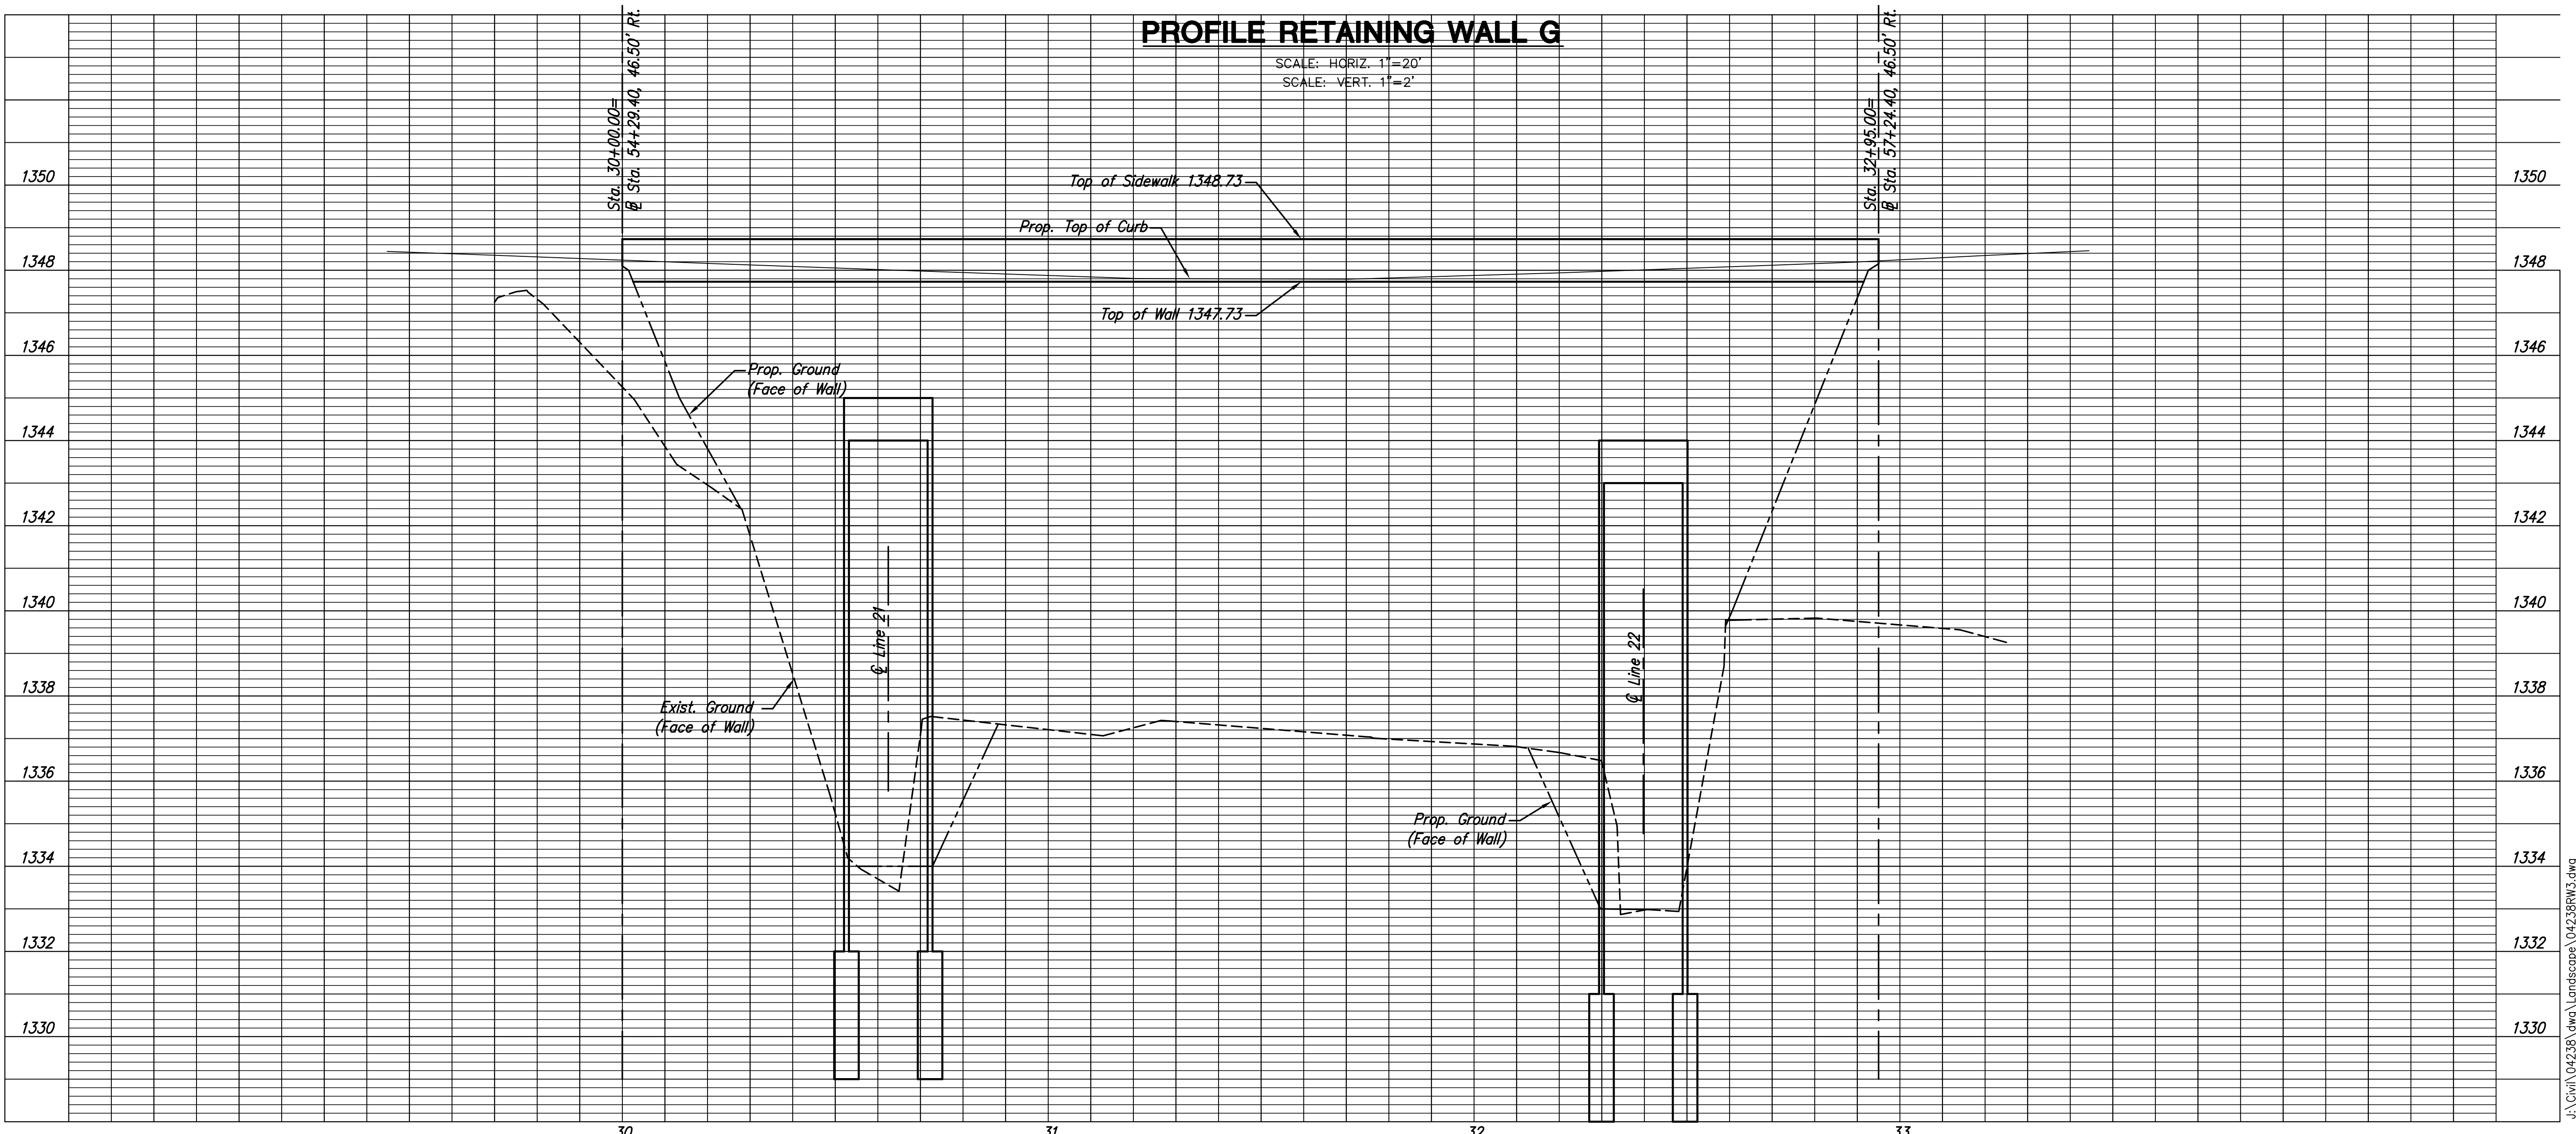 PROFILE RETAINING WALL G
SCALE: HORIZ. 1"=20'
SCALE: VERT. 1"=2'
Sta. 30+00.00=
℄ Sta. 54+29.40, 46.50' Rt.
Sta. 32+95.00=
℄ Sta. 57+24.40, 46.50' Rt.
1350
Top of Sidewalk 1348.73
1350
Prop. Top of Curb
1348
1348
Top of Wall 1347.73
1346
1346
Prop. Ground
(Face of Wall)
1344
1344
1342
1342
1340
1340
℄ Line 21
℄ Line 22
1338
1338
Exist. Ground
(Face of Wall)
1336
1336
Prop. Ground
(Face of Wall)
1334
1334
1332
1332
1330
1330
30
31
32
33
J:\Civil\04238\dwg\Landscape\04238RW3.dwg